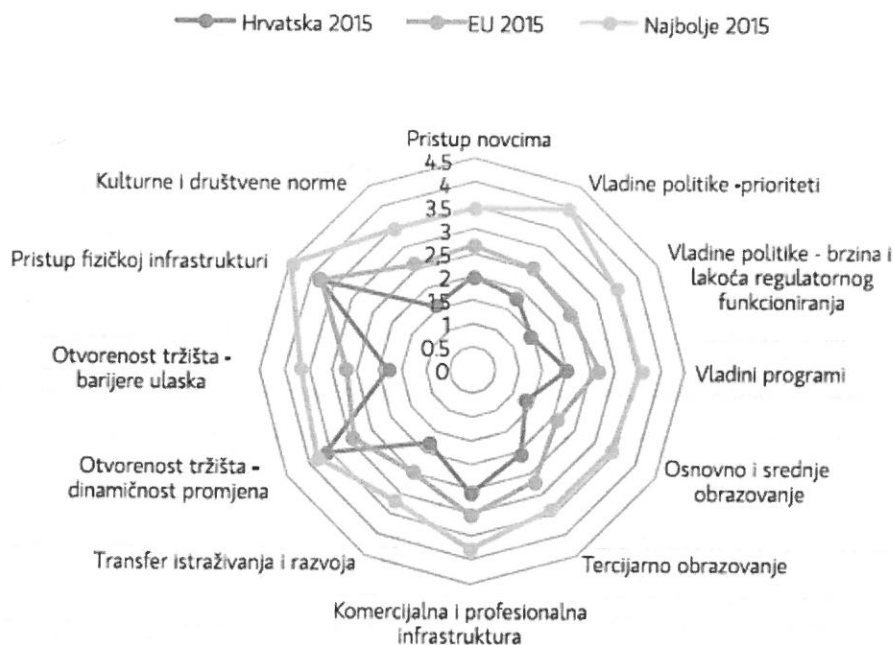 Hrvatska 2015 EU 2015 Najbolje 2015
Pristup novcima
Vladine politike -prioriteti
Vladine politike - brzina i
lakoća regulatornog
funkcioniranja
Vladini programi
Osnovno i srednje
obrazovanje
Tercijarno obrazovanje
Komercijalna i profesionalna
infrastruktura
Transfer istraživanja i razvoja
Otvorenost tržišta -
dinamičnost promjena
Otvorenost tržišta -
barijere ulaska
Pristup fizičkoj infrastrukturi
Kulturne i društvene norme
4.5
4
3.5
3
2.5
2
1.5
1
0.5
0